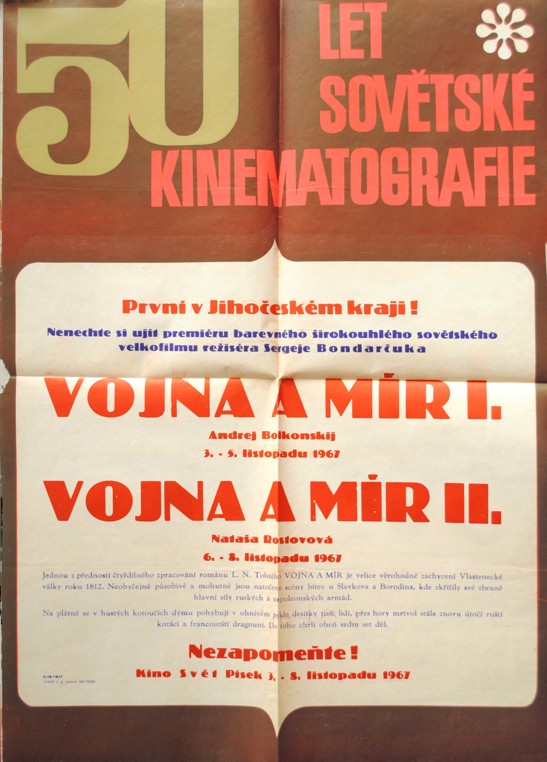 50 LET
SOVĚTSKÉ
KINEMATOGRAFIE
První v Jihočeském kraji!
Nenechte si ujít premiéru barevného širokouhlého sovětského
velkofilmu režiséra Sergeje Bondarčuka
VOJNA A MÍR I.
Andrej Bolkonskij
3. - 5. listopadu 1967
VOJNA A MÍR II.
Nataša Rostovová
6. - 8. listopadu 1967
Jednou z předností čtyřdílného zpracování románu L. N. Tolstého VOJNA A MÍR je velice věrohodné zachycení Vlastenecké
války roku 1812. Neobyčejně působivě a mohutně jsou natočeny scény bitev u Slavkova a Borodina, kde zkřížily své zbraně
hlavní síly ruských a napoleonských armád.
Na plátně se v hustých kotoučích dýmu pohybují v ohnivém pekle desítky tisíc lidí, přes hory mrtvol stále znovu útočí ruští
kozáci a francouzští dragouni. Do toho chrlí oheň sedm set děl.
Nezapomeňte!
Kino Svět Písek 3. - 8. listopadu 1967